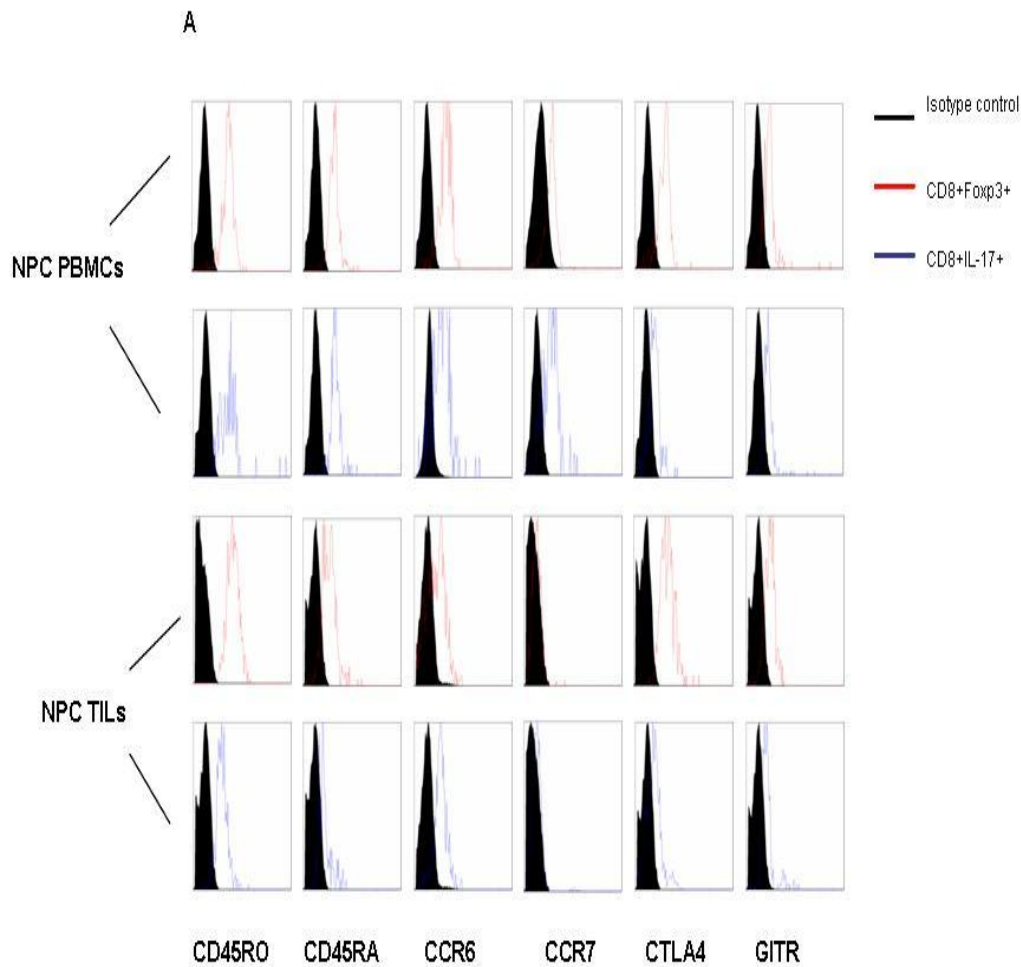 A
Isotype control
CD8+Foxp3+
CD8+IL-17+
NPC PBMCs
NPC TILs
CD45RO CD45RA CCR6 CCR7 CTLA4 GITR